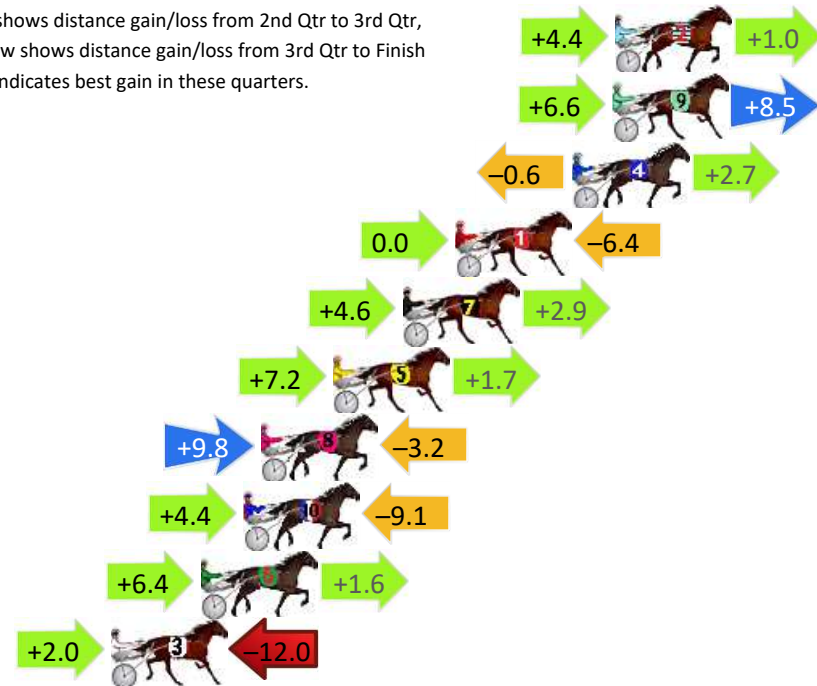 shows distance gain/loss from 2nd Qtr to 3rd Qtr,
w shows distance gain/loss from 3rd Qtr to Finish
ndicates best gain in these quarters.
+4.4 2 +1.0
+6.6 9 +8.5
–0.6 4 +2.7
0.0 1 –6.4
+4.6 7 +2.9
+7.2 5 +1.7
+9.8 8 –3.2
+4.4 10 –9.1
+6.4 6 +1.6
+2.0 3 –12.0